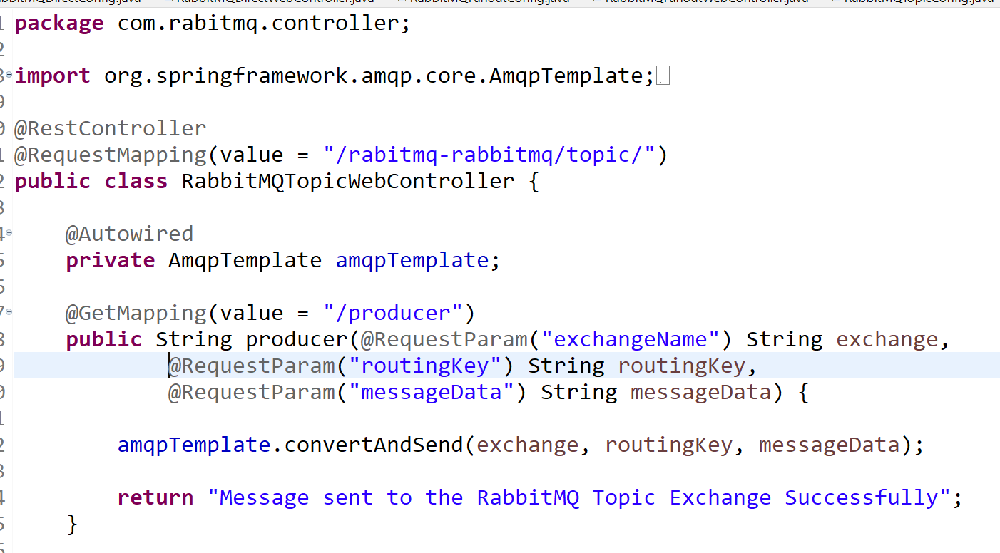 RabbitMQDirectWebController.java RabbitMQFanoutConfig.java RabbitMQFanoutWebController.java RabbitMQTopicConfig.java
package com.rabitmq.controller;
import org.springframework.amqp.core.AmqpTemplate;
@RestController
@RequestMapping(value = "/rabitmq-rabbitmq/topic/")
public class RabbitMQTopicWebController {
@Autowired
private AmqpTemplate amqpTemplate;
@GetMapping(value = "/producer")
public String producer(@RequestParam("exchangeName") String exchange,
@RequestParam("routingKey") String routingKey,
@RequestParam("messageData") String messageData) {
amqpTemplate.convertAndSend(exchange, routingKey, messageData);
return "Message sent to the RabbitMQ Topic Exchange Successfully";
}